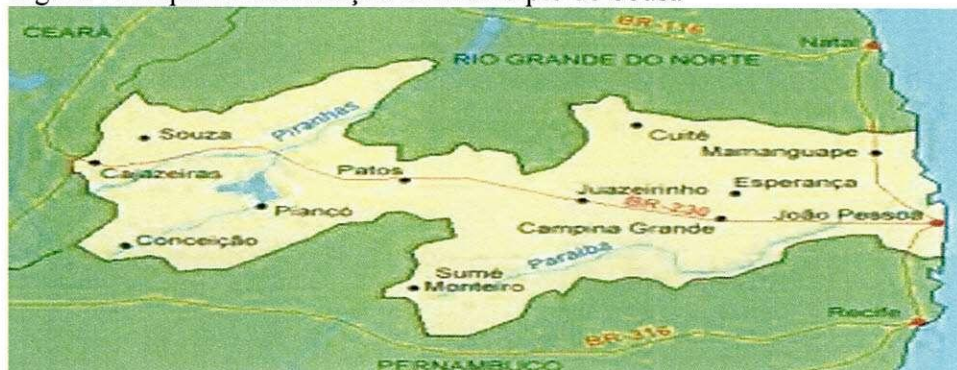 CEARÁ
BR-116
Natal
RIO GRANDE DO NORTE
Piranhas
Souza
Cuité
Mamanguape
Cajazeiras
Patos
Juazeirinho
Esperança
BR-230
João Pessoa
Piancó
Campina Grande
Conceição
Paraíba
Sumé
Monteiro
Recife
BR-316
PERNAMBUCO